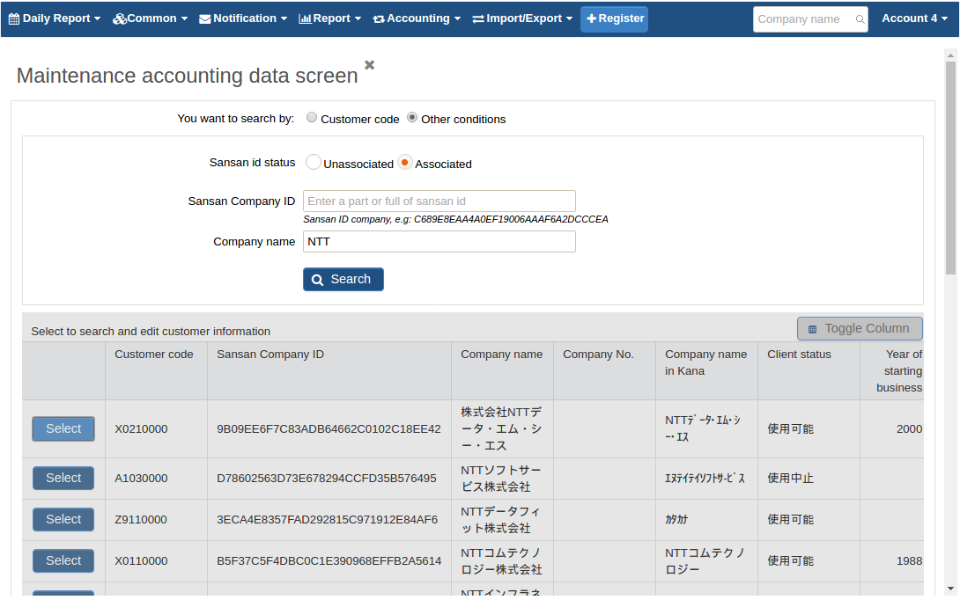 Daily Report Common Notification Report Accounting Import/Export Register Company name Account 4
Maintenance accounting data screen
You want to search by: Customer code Other conditions
Sansan id status Unassociated Associated
Sansan Company ID Enter a part or full of sansan id
Sansan ID company, e.g: C689E8EAA4A0EF19006AAAF6A2DCCCEA
Company name NTT
Search
Select to search and edit customer information Toggle Column
Customer code Sansan Company ID Company name Company No. Company name Client status Year of
in Kana starting
business
株式会社NTTデ
Select X0210000 9B09EE6F7C83ADB64662C0102C18EE42 ータ・エム・シ NTTﾃﾞｰﾀ･ｴﾑ･ｼ 使用可能 2000
ー・エス ｰ･ｴｽ
NTTソフトサー
Select A1030000 D78602563D73E678294CCFD35B576495 ビス株式会社 ｴﾇﾃｲﾃｲｿﾌﾄｻｰﾋﾞｽ 使用中止
NTTデータフィ
Select Z9110000 3ECA4E8357FAD292815C971912E84AF6 ット株式会社 ｶﾀｶﾅ 使用可能
NTTコムテクノ NTTコムテクノ
Select X0110000 B5F37C5F4DBC0C1E390968EFFB2A5614 ロジー株式会社 ロジー 使用可能 1988
NTTインフラネ